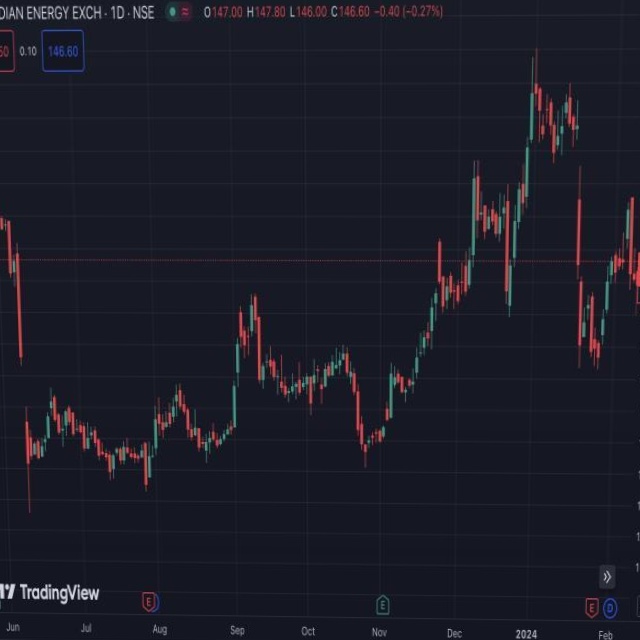 DIAN ENERGY EXCH · 1D · NSE O147.00 H147.80 L146.00 C146.60 −0.40 (−0.27%)
60 0.10 146.60
TradingView
E E E D
Jun Jul Aug Sep Oct Nov Dec 2024 Feb